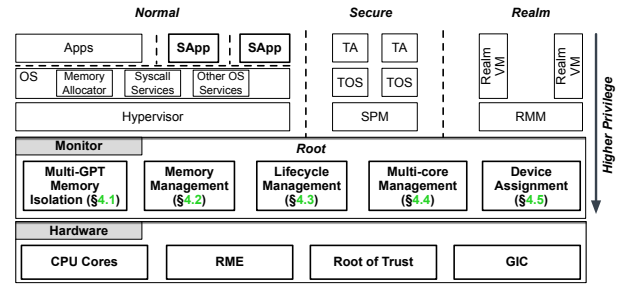 Normal Secure Realm
Apps SApp SApp TA TA Realm VM Realm VM
OS Memory Allocator Syscall Services Other OS Services TOS TOS
Hypervisor SPM RMM
Higher Privilege
Monitor Root
Multi-GPT Memory Isolation (§4.1)
Memory Management (§4.2)
Lifecycle Management (§4.3)
Multi-core Management (§4.4)
Device Assignment (§4.5)
Hardware
CPU Cores RME Root of Trust GIC